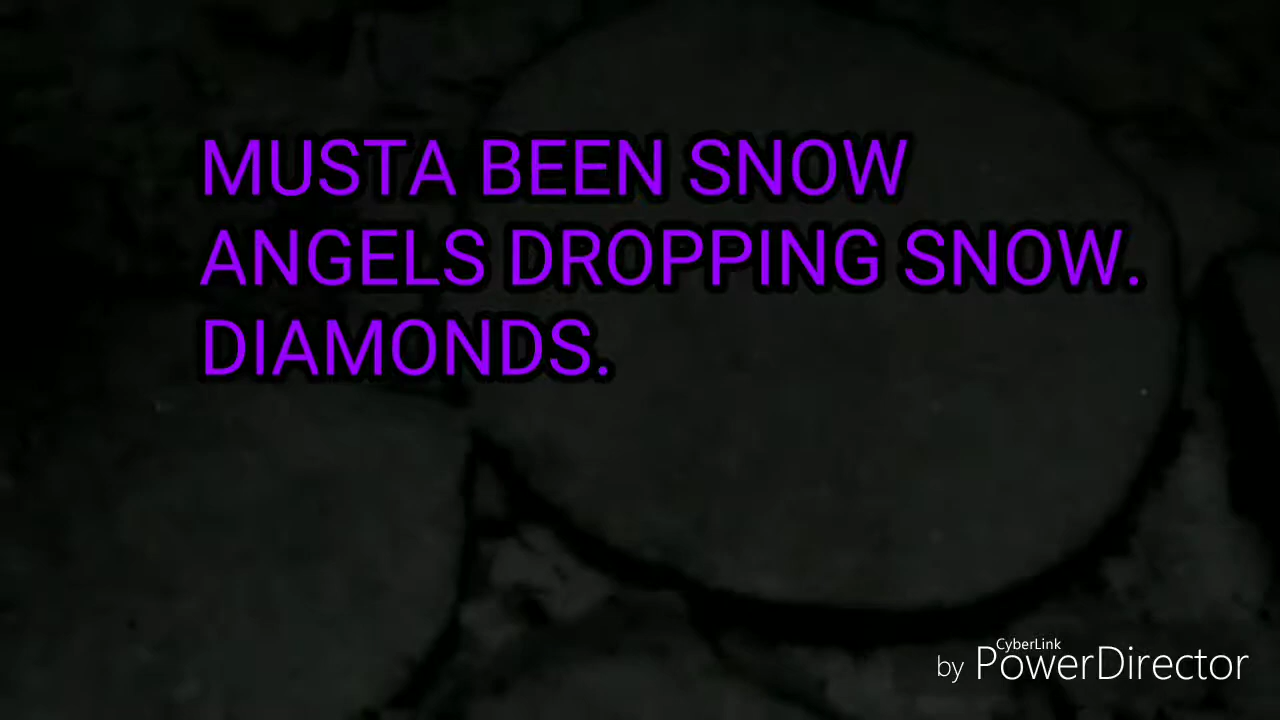 MUSTA BEEN SNOW
ANGELS DROPPING SNOW.
DIAMONDS.
CyberLink
by PowerDirector